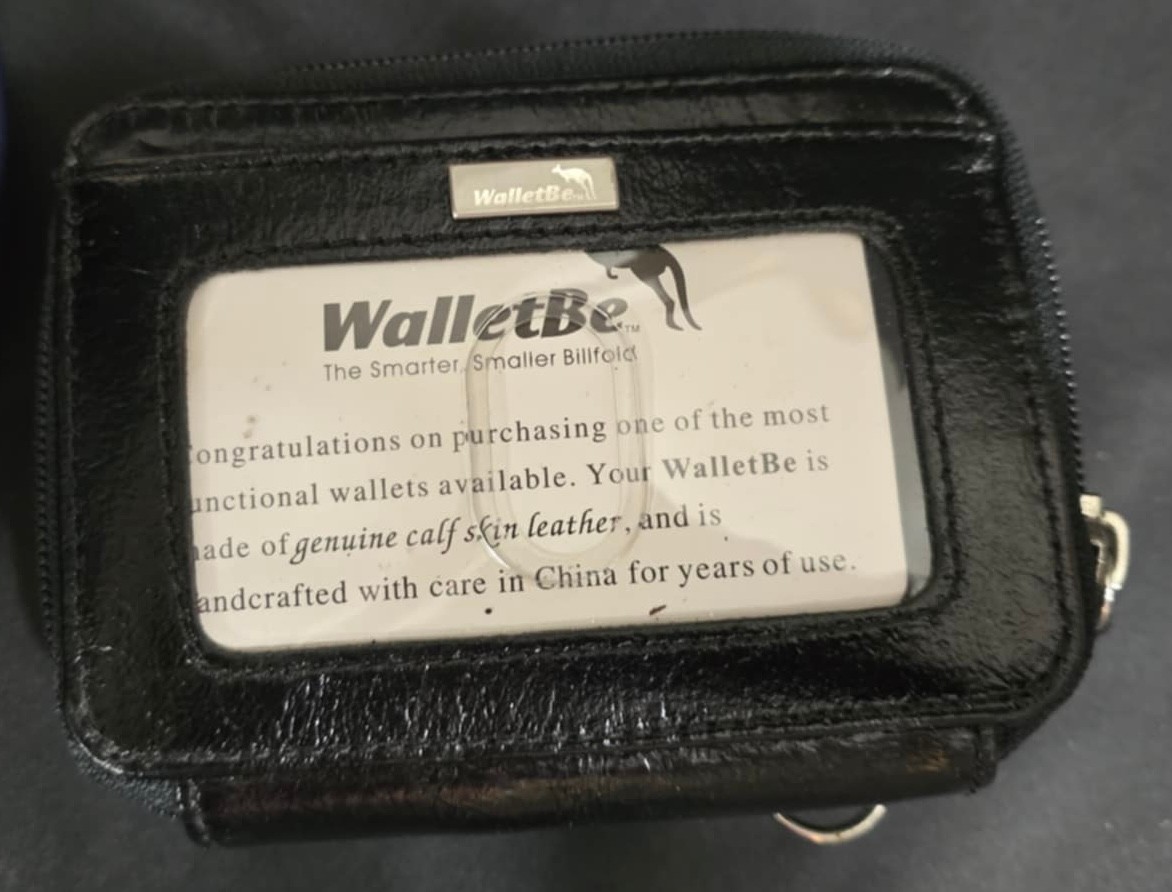 WalletBe
WalletBe™
The Smarter, Smaller Billfold
ongratulations on purchasing one of the most
unctional wallets available. Your WalletBe is
ade of genuine calf skin leather, and is
andcrafted with care in China for years of use.